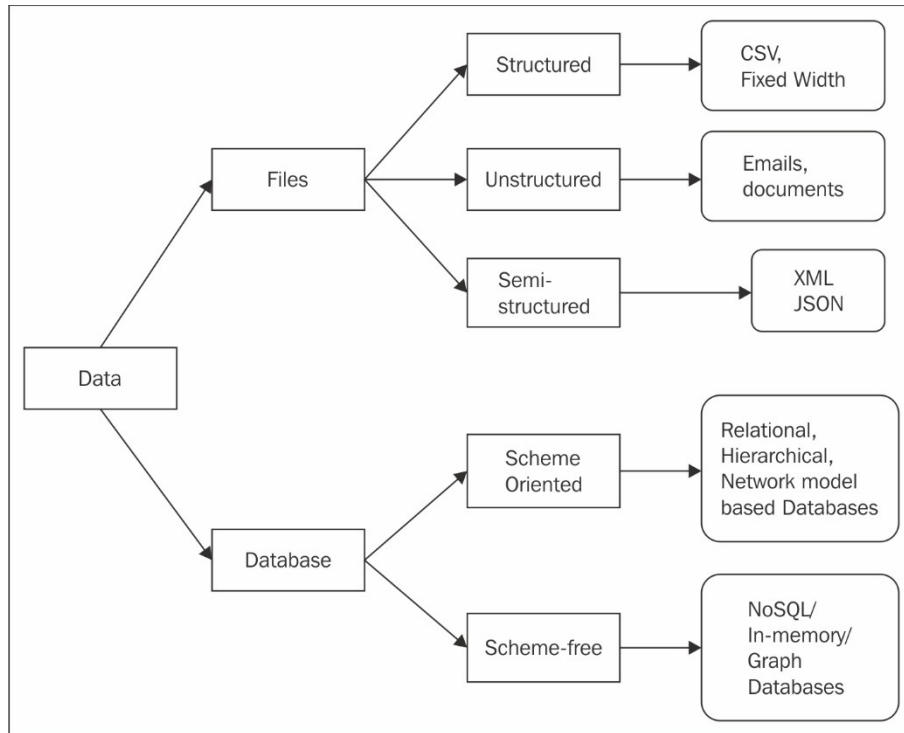 Structured
CSV,
Fixed Width
Files
Unstructured
Emails,
documents
Semi-
structured
XML
JSON
Data
Scheme
Oriented
Relational,
Hierarchical,
Network model
based Databases
Database
Scheme-free
NoSQL/
In-memory/
Graph
Databases